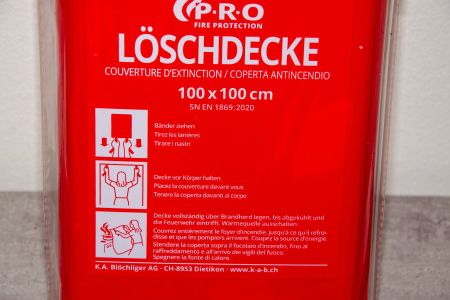 P·R·O
FIRE PROTECTION
LÖSCHDECKE
COUVERTURE D'EXTINCTION / COPERTA ANTINCENDIO
100 x 100 cm
SN EN 1869:2020
Bänder ziehen
Tirez les lanières
Tirare i nastri
Decke vor Körper halten
Placez la couverture devant vous
Tenere la coperta davanti al corpo
Decke vollständig über Brandherd legen, bis abgekühlt und
die Feuerwehr eintrifft. Wärmequelle ausschalten.
Couvrez entièrement le foyer d'incendie, jusqu'à ce qu'il refroi-
disse et que les pompiers arrivent. Coupez la source d'énergie.
Stendere la coperta sopra il focolaio d'incendio, fino al
raffreddamento e all'arrivo dei vigili del fuoco.
Spegnere la fonte di calore.
K.A. Blöchliger AG · CH-8953 Dietikon · www.k-a-b.ch